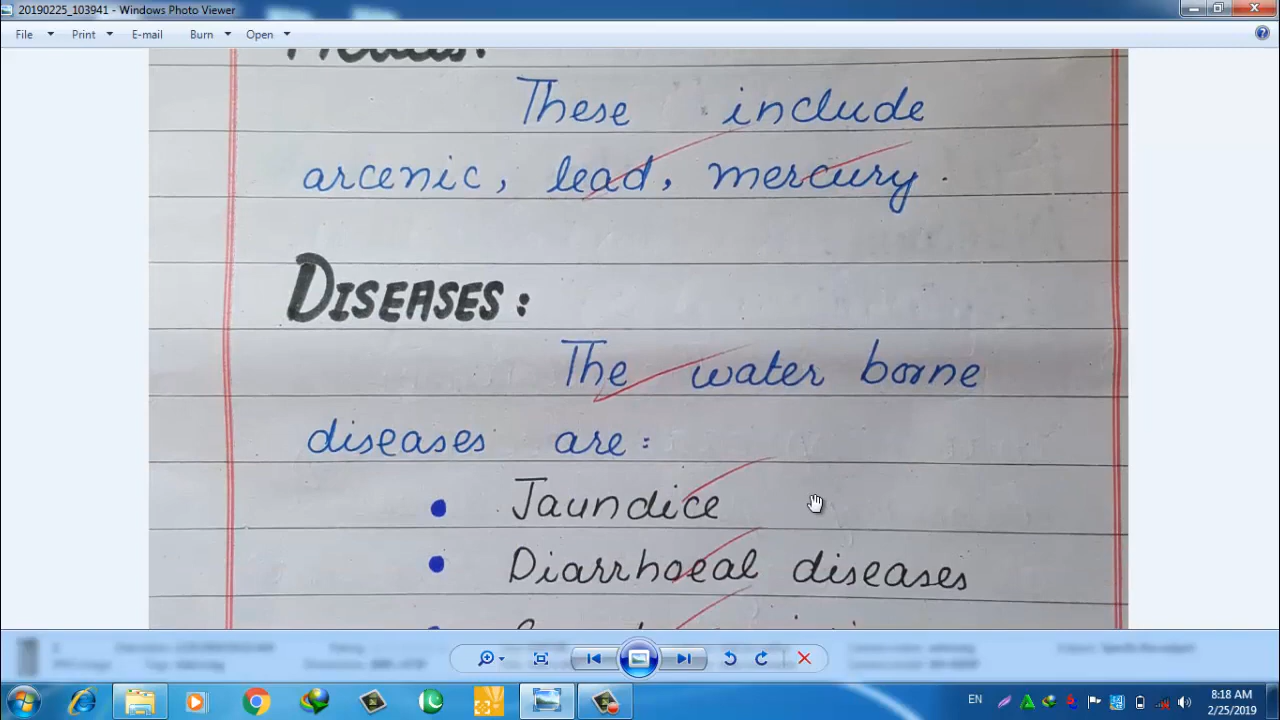 20190225_103941 - Windows Photo Viewer
File Print E-mail Burn Open
These include
arcenic, lead, mercury.
DISEASES:
The water borne
diseases are:
• Jaundice
• Diarrhoeal diseases
EN
8:18 AM
2/25/2019